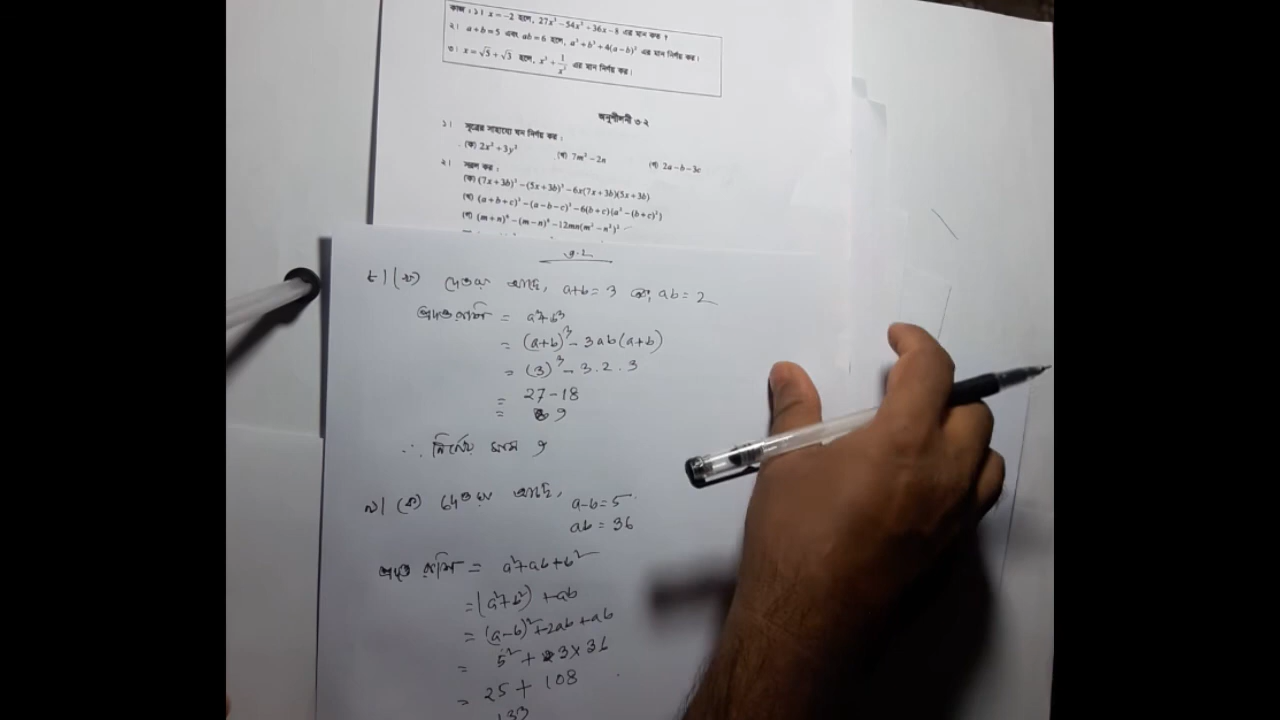 কাজ : ১। x = -2 হলে, 27x³ - 54x² + 36x - 8 এর মান কত ?
২। a + b = 5 এবং ab = 6 হলে, a³ + b³ + 4(a - b)² এর মান নির্ণয় কর।
৩। x = √5 + √3 হলে, x³ + 1/x³ এর মান নির্ণয় কর।
অনুশীলনী ৩·২
১। সূত্রের সাহায্যে ঘন নির্ণয় কর :
(ক) 2x² + 3y² (খ) 7m² - 2n (গ) 2a - b - 3c
২। সরল কর :
(ক) (7x + 3b)³ - (5x + 3b)³ - 6x(7x + 3b)(5x + 3b)
(খ) (a + b + c)³ - (a - b - c)³ - 6(b + c){a² - (b + c)²}
(গ) (m + n)⁶ - (m - n)⁶ - 12mn(m² - n²)²
৩.২
৮। (ক) দেওয়া আছে, a+b = 3 এবং ab = 2
প্রদত্ত রাশি = a³+b³
= (a+b)³ - 3ab(a+b)
= (3)³ - 3.2.3
= 27 - 18
= 9
∴ নির্ণেয় মান 9
৯। (ক) দেওয়া আছে, a-b = 5
ab = 36
প্রদত্ত রাশি = a²+ab+b²
= (a²+b²) +ab
= (a-b)²+2ab+ab
= 5² + 3×36
= 25 + 108
133